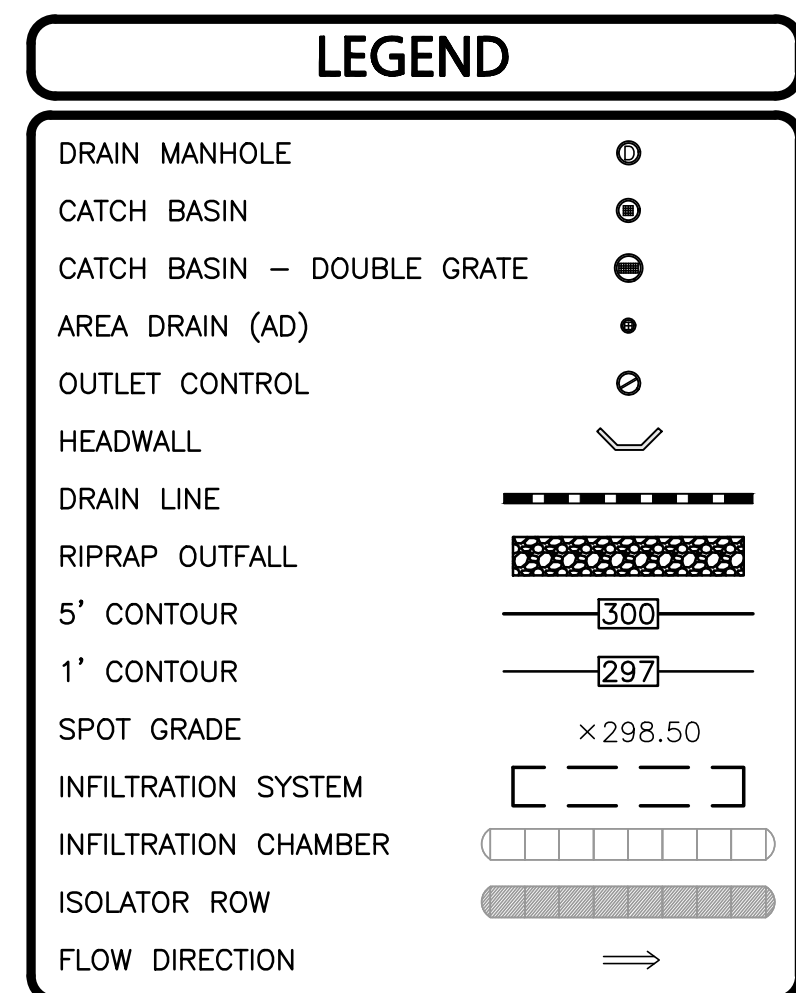 LEGEND
DRAIN MANHOLE D
CATCH BASIN
CATCH BASIN – DOUBLE GRATE
AREA DRAIN (AD)
OUTLET CONTROL
HEADWALL
DRAIN LINE
RIPRAP OUTFALL
5' CONTOUR 300
1' CONTOUR 297
SPOT GRADE ×298.50
INFILTRATION SYSTEM
INFILTRATION CHAMBER
ISOLATOR ROW
FLOW DIRECTION